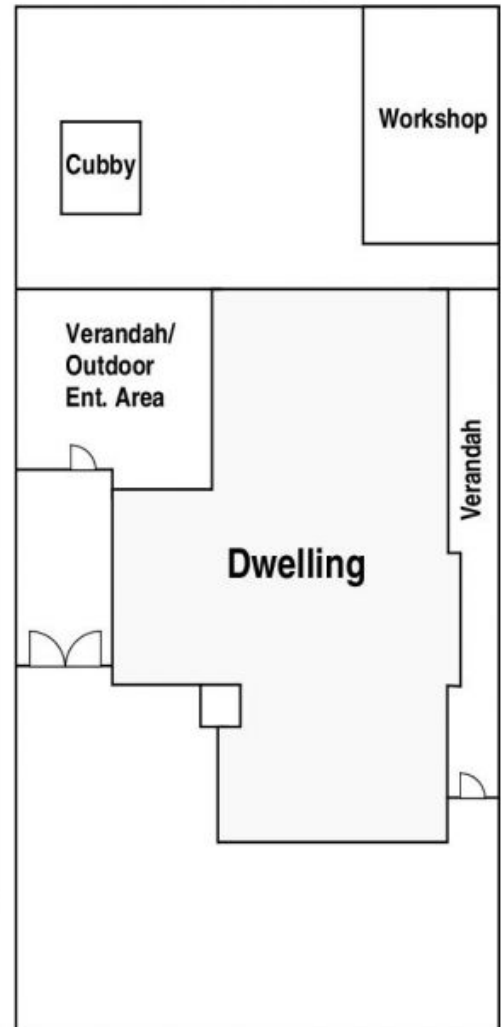 Workshop
Cubby
Verandah/
Outdoor
Ent. Area
Verandah
Dwelling